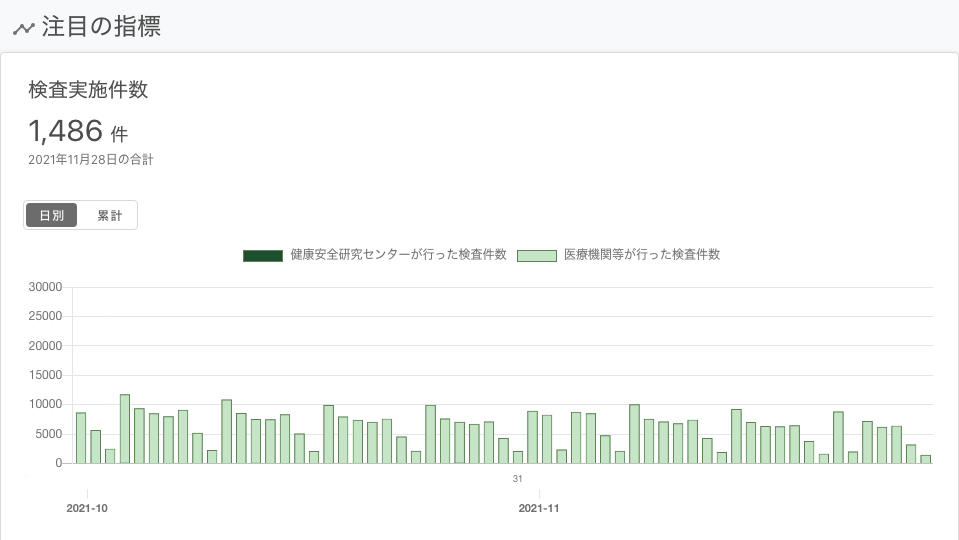 注目の指標
検査実施件数
1,486 件
2021年11月28日の合計
日別 累計
健康安全研究センターが行った検査件数 医療機関等が行った検査件数
30000
25000
20000
15000
10000
5000
0
31
2021-10 2021-11